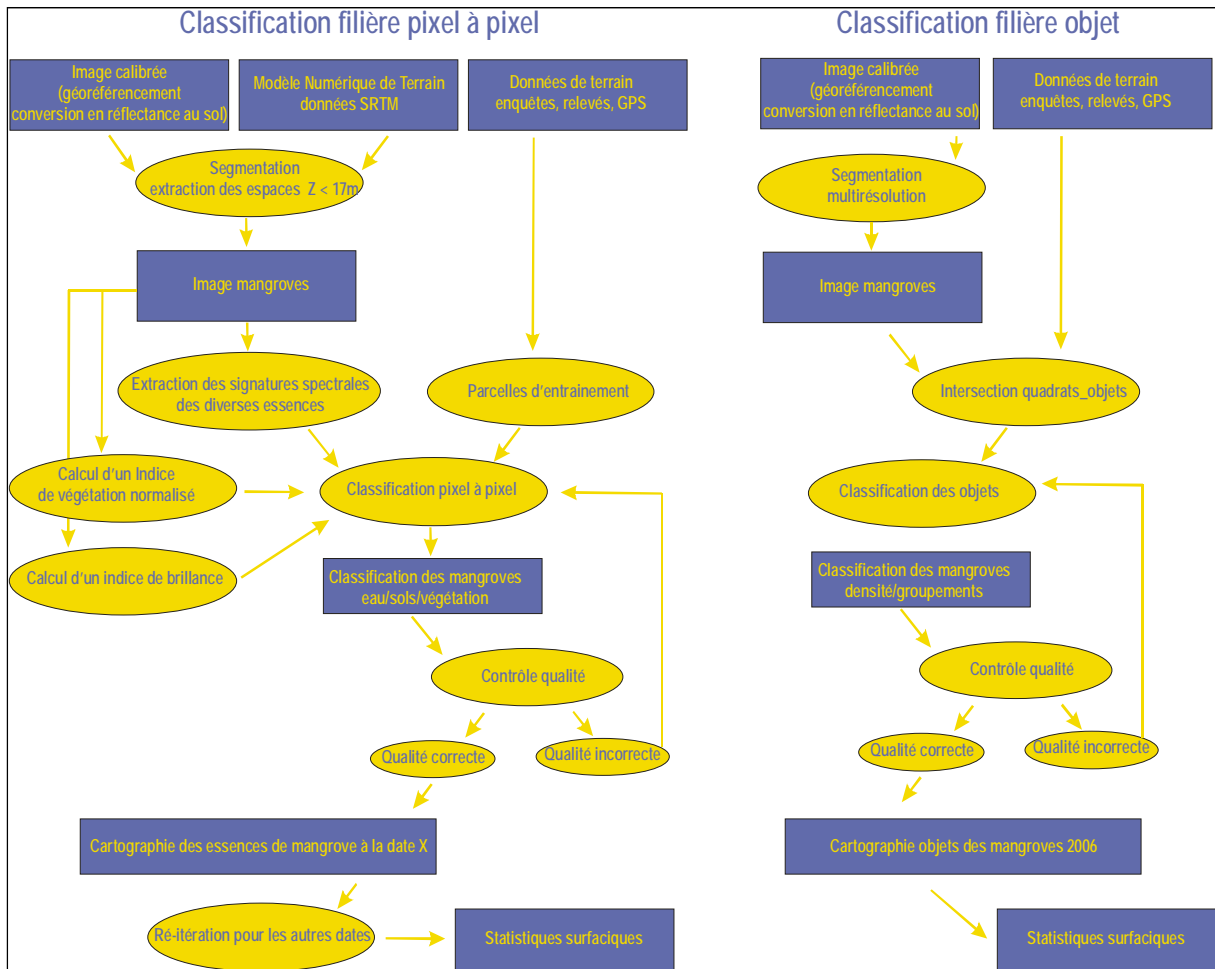 Classification filière pixel à pixel
Image calibrée
(géoréférencement
conversion en réflectance au sol)
Modèle Numérique de Terrain
données SRTM
Données de terrain
enquêtes, relevés, GPS
Segmentation
extraction des espaces Z < 17m
Image mangroves
Extraction des signatures spectrales
des diverses essences
Parcelles d'entrainement
Calcul d'un Indice
de végétation normalisé
Classification pixel à pixel
Calcul d'un indice de brillance
Classification des mangroves
eau/sols/végétation
Contrôle qualité
Qualité correcte
Qualité incorrecte
Cartographie des essences de mangrove à la date X
Ré-itération pour les autres dates
Statistiques surfaciques
Classification filière objet
Image calibrée
(géoréférencement
conversion en réflectance au sol)
Données de terrain
enquêtes, relevés, GPS
Segmentation
multirésolution
Image mangroves
Intersection quadrats_objets
Classification des objets
Classification des mangroves
densité/groupements
Contrôle qualité
Qualité correcte
Qualité incorrecte
Cartographie objets des mangroves 2006
Statistiques surfaciques